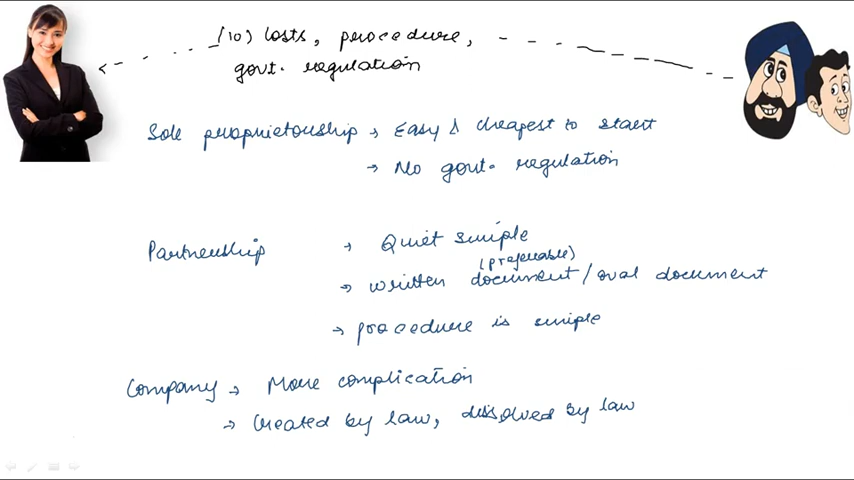 (10) Costs, procedure,
govt. regulation
Sole proprietorship → Easy & cheapest to start
→ No govt. regulation
Partnership → Quiet simple
(preferable)
→ written document/oral document
→ procedure is simple
Company → More complication
→ Created by law, dissolved by law